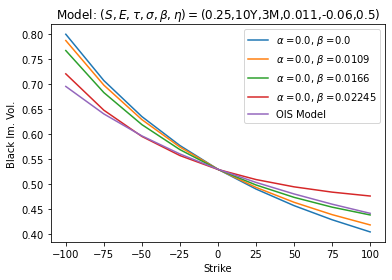 Model: (S, E, τ, σ, β, η) = (0.25,10Y,3M,0.011,-0.06,0.5)
Black Im. Vol.
0.80
0.75
0.70
0.65
0.60
0.55
0.50
0.45
0.40
α =0.0, β =0.0
α =0.0, β =0.0109
α =0.0, β =0.0166
α =0.0, β =0.02245
OIS Model
−100 −75 −50 −25 0 25 50 75 100
Strike